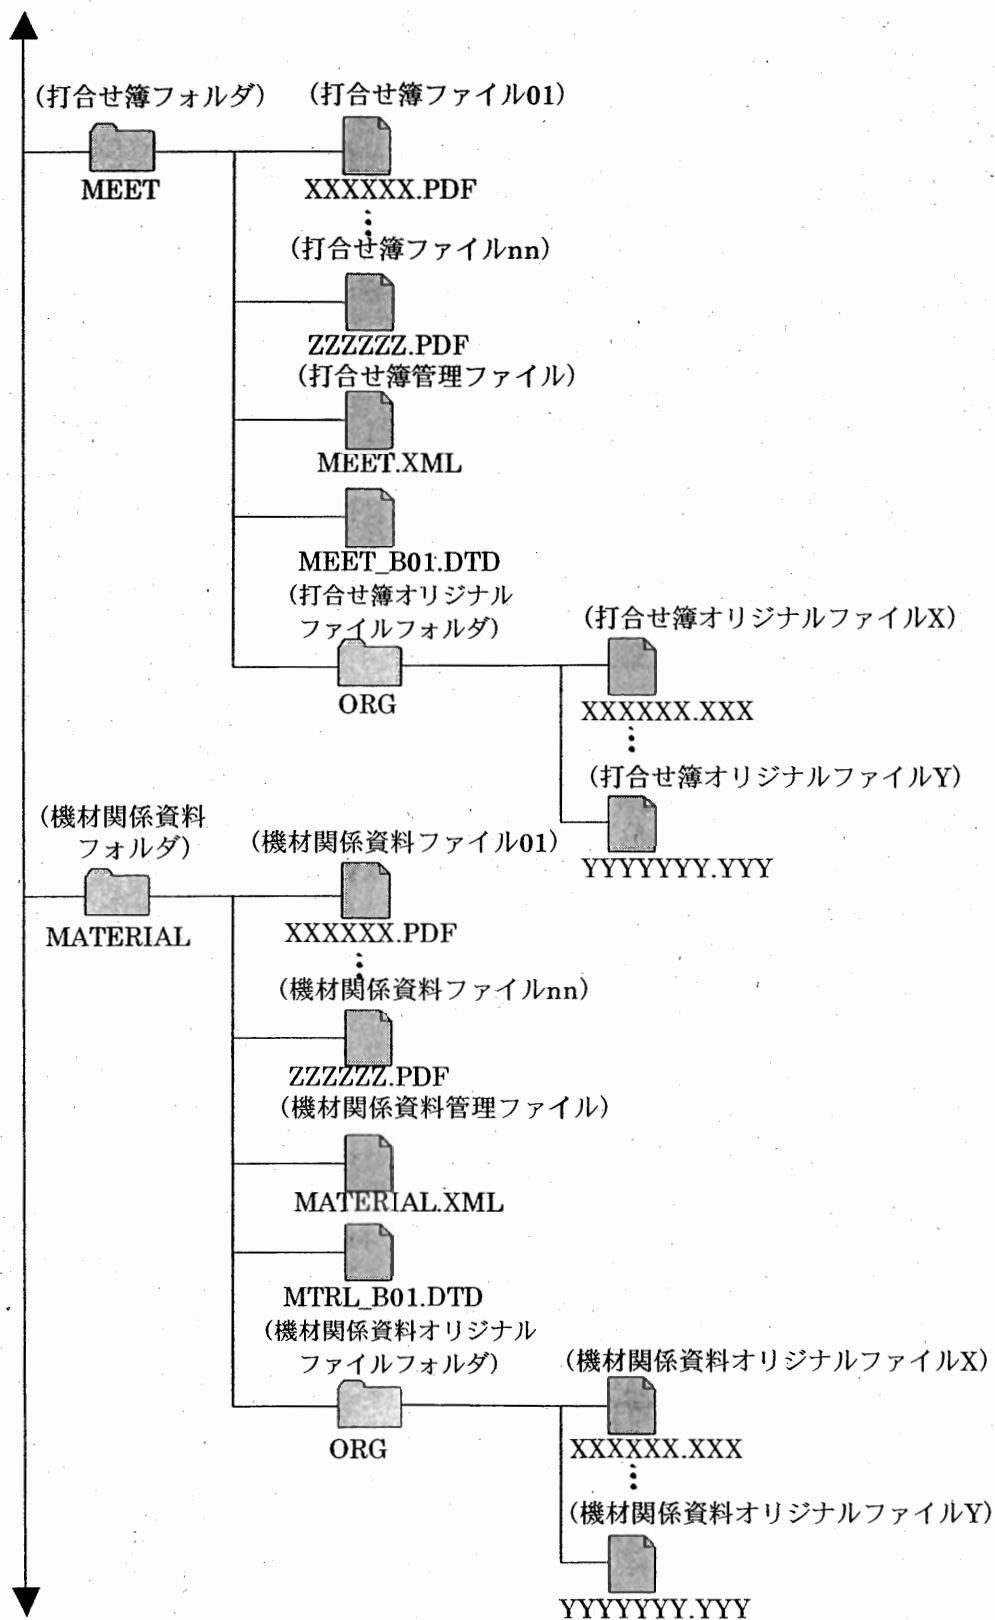 (打合せ簿フォルダ)
(打合せ簿ファイル01)
MEET
XXXXXX.PDF
(打合せ簿ファイルnn)
ZZZZZZ.PDF
(打合せ簿管理ファイル)
MEET.XML
MEET_B01.DTD
(打合せ簿オリジナル
ファイルフォルダ)
ORG
(打合せ簿オリジナルファイルX)
XXXXXX.XXX
(打合せ簿オリジナルファイルY)
YYYYYYY.YYY
(機材関係資料
フォルダ)
MATERIAL
(機材関係資料ファイル01)
XXXXXX.PDF
(機材関係資料ファイルnn)
ZZZZZZ.PDF
(機材関係資料管理ファイル)
MATERIAL.XML
MTRL_B01.DTD
(機材関係資料オリジナル
ファイルフォルダ)
ORG
(機材関係資料オリジナルファイルX)
XXXXXX.XXX
(機材関係資料オリジナルファイルY)
YYYYYYY.YYY